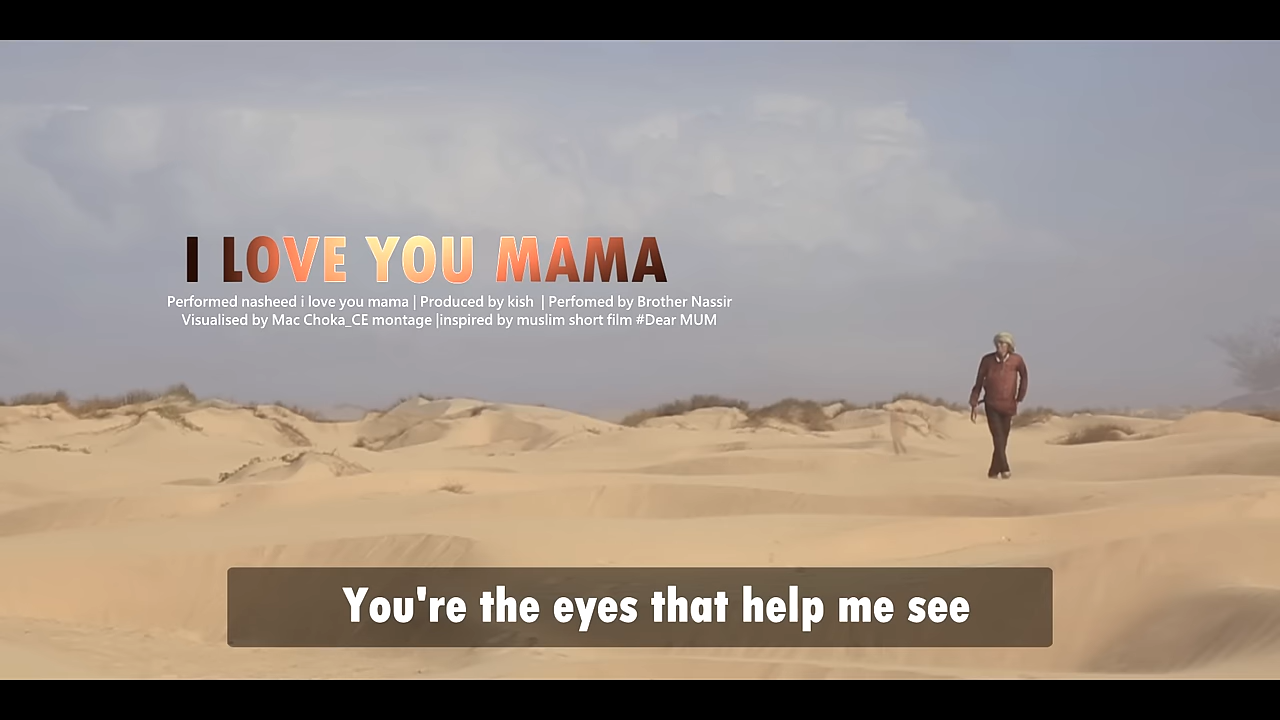 I LOVE YOU MAMA
Performed nasheed i love you mama | Produced by kish | Perfomed by Brother Nassir
Visualised by Mac Choka_CE montage |inspired by muslim short film #Dear MUM
You're the eyes that help me see